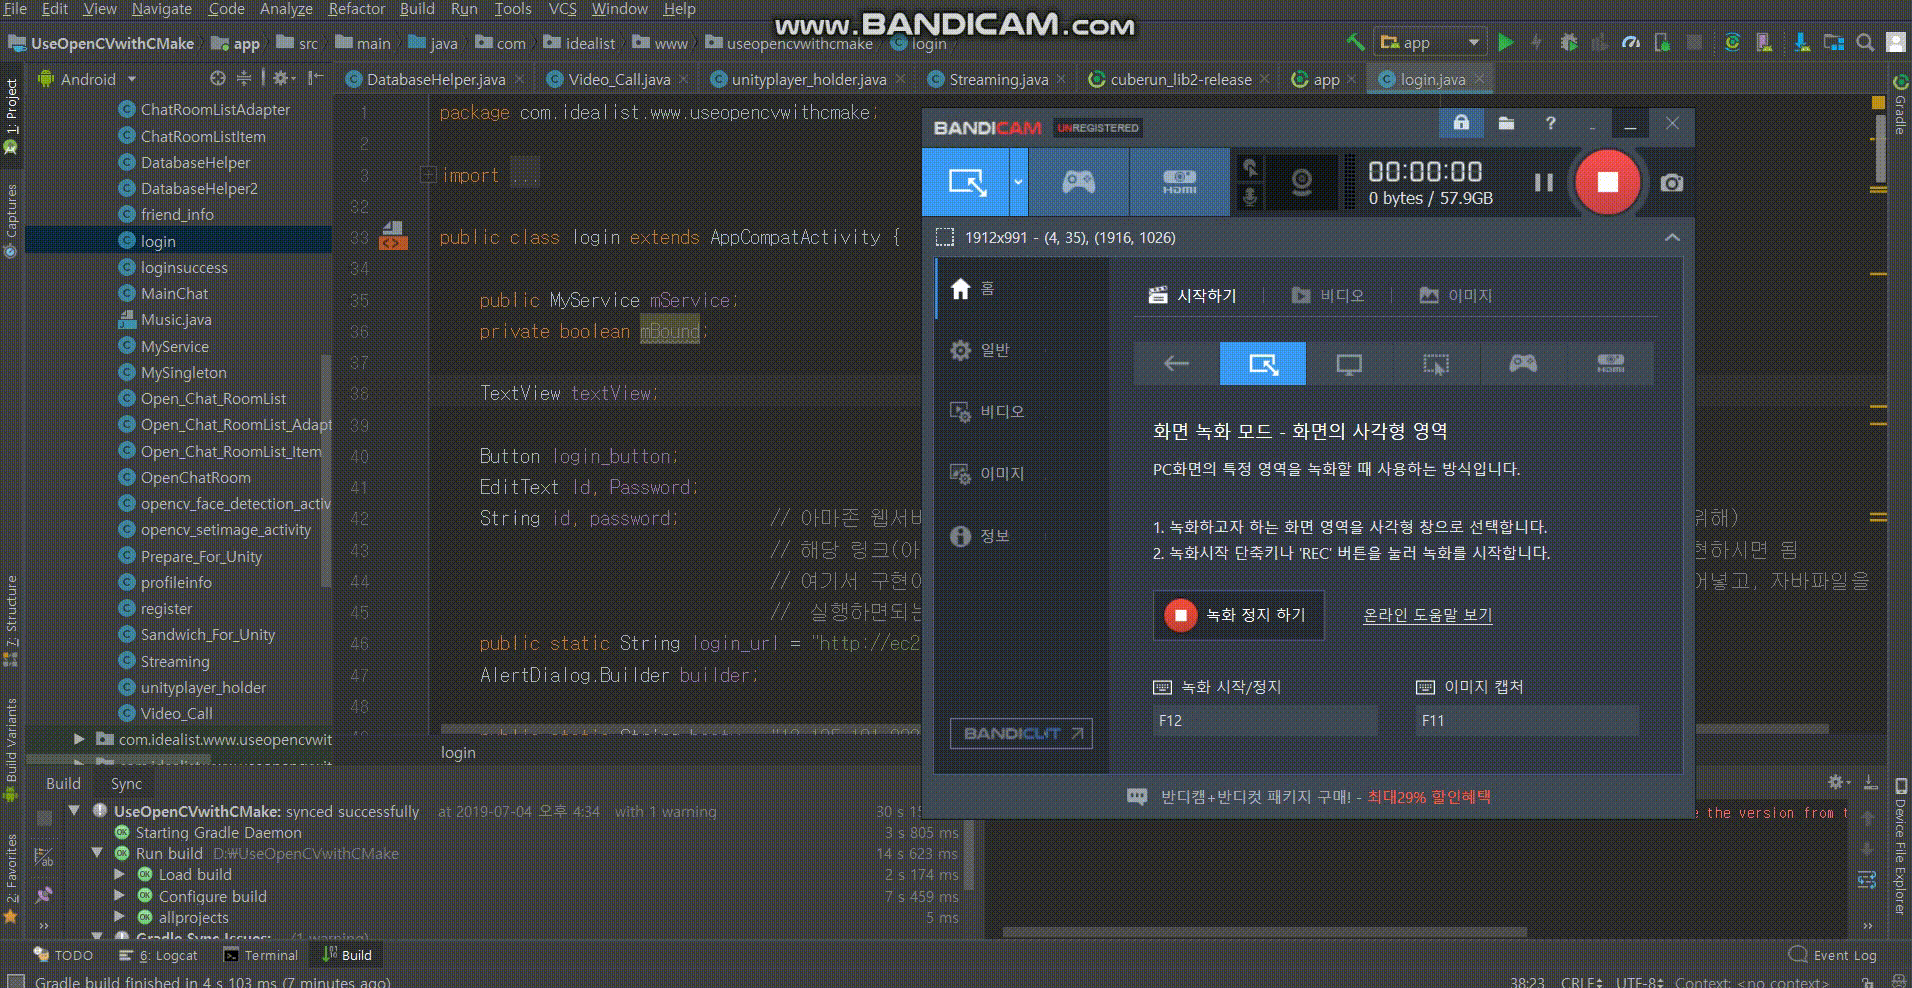 File Edit View Navigate Code Analyze Refactor Build Run Tools VCS Window Help
www.BANDICAM.com
UseOpenCVwithCMake app src main java com idealist www useopencvwithcmake login
app
Android
DatabaseHelper.java Video_Call.java unityplayer_holder.java Streaming.java cuberun_lib2-release app login.java
1: Project
Captures
7: Structure
Build Variants
2: Favorites
ChatRoomListAdapter
ChatRoomListItem
DatabaseHelper
DatabaseHelper2
friend_info
login
loginsuccess
MainChat
Music.java
MyService
MySingleton
Open_Chat_RoomList
Open_Chat_RoomList_Adapt
Open_Chat_RoomList_Item
OpenChatRoom
opencv_face_detection_activ
opencv_setimage_activity
Prepare_For_Unity
profileinfo
register
Sandwich_For_Unity
Streaming
unityplayer_holder
Video_Call
com.idealist.www.useopencvwit
1 package com.idealist.www.useopencvwithcmake;
2
3 import ...
32
33 public class login extends AppCompatActivity {
34
35 public MyService mService;
36 private boolean mBound;
37
38 TextView textView;
39
40 Button login_button;
41 EditText Id, Password;
42 String id, password; // 아마존 웹서버 위해)
43 // 해당 링크(아 현하시면 됨
44 // 여기서 구현이 어넣고, 자바파일을
45 // 실행하면되는
46 public static String login_url = "http://ec2
47 AlertDialog.Builder builder;
48
login
BANDICAM UNREGISTERED
?
HDMI
00:00:00
0 bytes / 57.9GB
1912x991 - (4, 35), (1916, 1026)
홈
일반
비디오
이미지
정보
BANDICUT
시작하기 비디오 이미지
HDMI
화면 녹화 모드 - 화면의 사각형 영역
PC화면의 특정 영역을 녹화할 때 사용하는 방식입니다.
1. 녹화하고자 하는 화면 영역을 사각형 창으로 선택합니다.
2. 녹화시작 단축키나 'REC' 버튼을 눌러 녹화를 시작합니다.
녹화 정지 하기 온라인 도움말 보기
녹화 시작/정지 이미지 캡처
F12 F11
반디캠+반디컷 패키지 구매! - 최대29% 할인혜택
Gradle
Device File Explorer
Build Sync
UseOpenCVwithCMake: synced successfully at 2019-07-04 오후 4:34 with 1 warning 30 s
Starting Gradle Daemon 3 s 805 ms
Run build D:₩UseOpenCVwithCMake 14 s 623 ms
Load build 2 s 174 ms
Configure build 7 s 459 ms
allprojects 5 ms
Gradle Sync Issues: (1 warning)
e the version from t
TODO 6: Logcat Terminal Build Event Log
Gradle build finished in 4 s 103 ms (7 minutes ago) 38:23 CRLF UTF-8 Context: <no context>